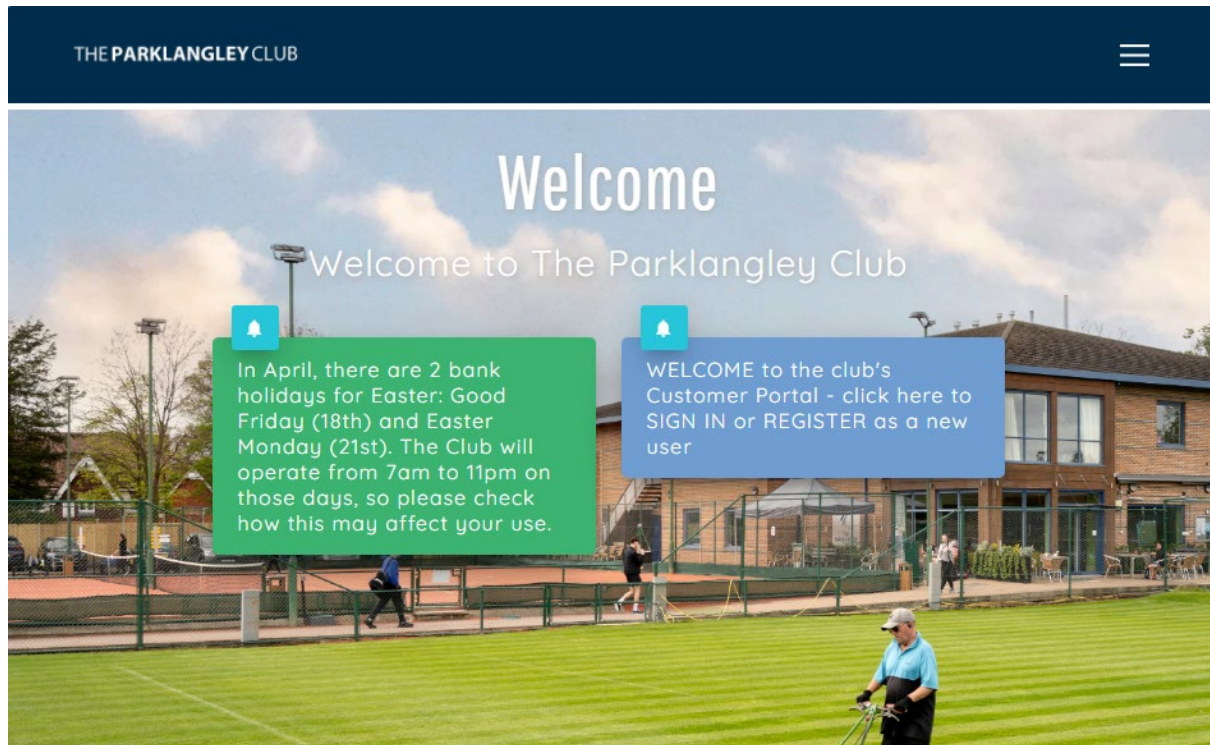 THE PARKLANGLEY CLUB
Welcome
Welcome to The Parklangley Club
In April, there are 2 bank
holidays for Easter: Good
Friday (18th) and Easter
Monday (21st). The Club will
operate from 7am to 11pm on
those days, so please check
how this may affect your use.
WELCOME to the club's
Customer Portal - click here to
SIGN IN or REGISTER as a new
user